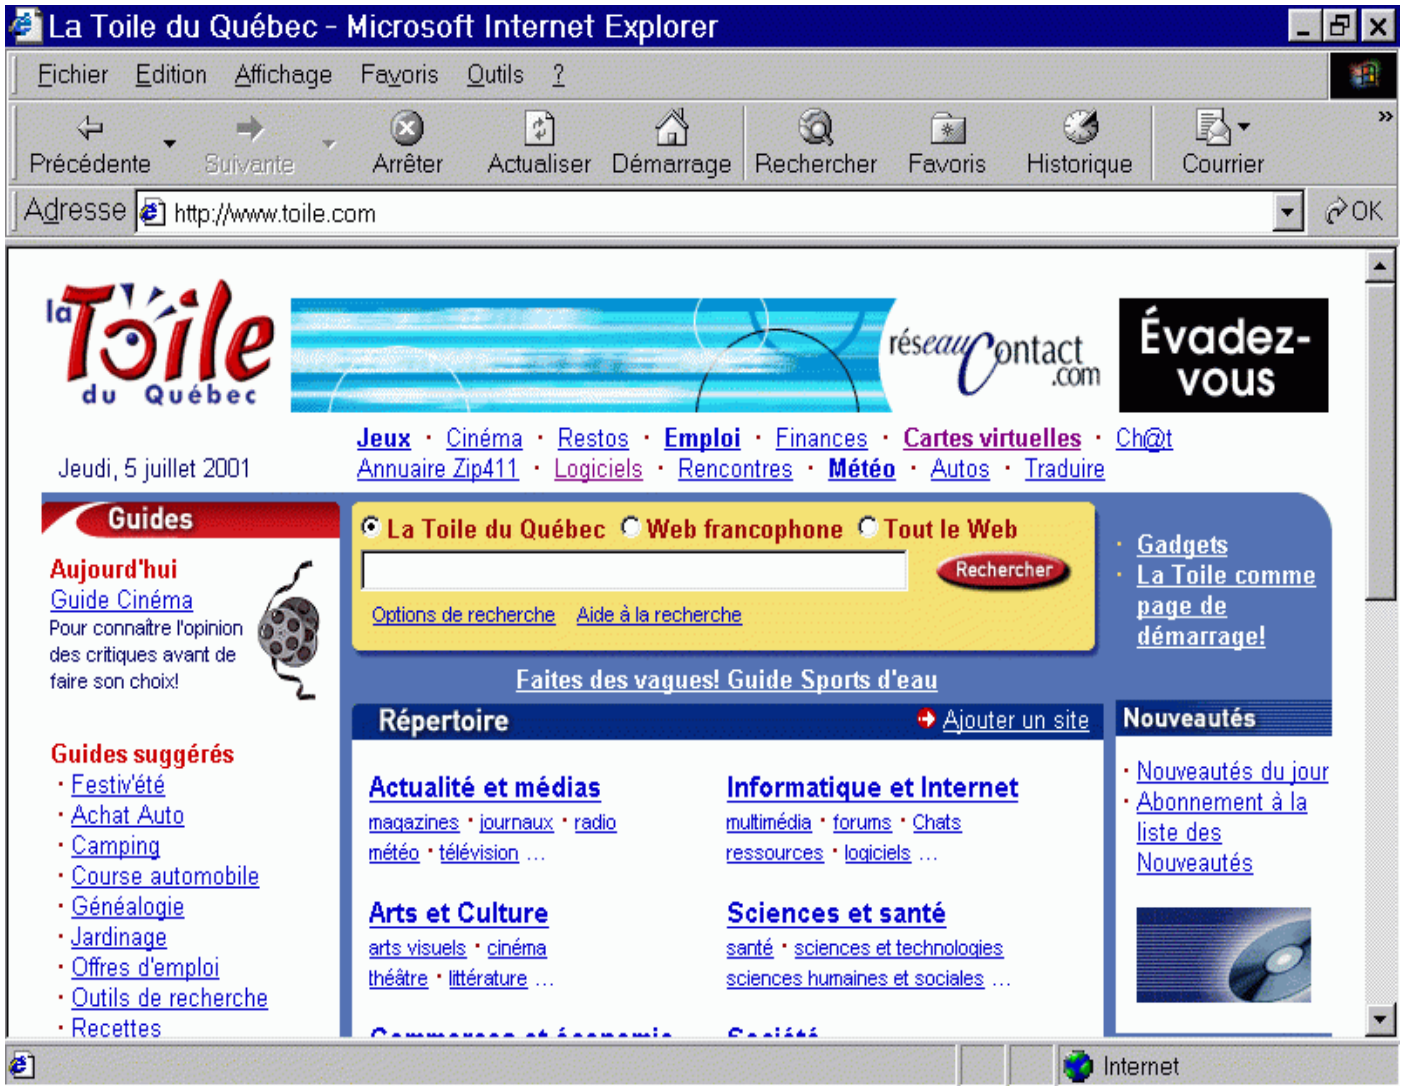 La Toile du Québec - Microsoft Internet Explorer
Fichier Edition Affichage Favoris Outils ?
Précédente Suivante Arrêter Actualiser Démarrage Rechercher Favoris Historique Courrier »
Adresse http://www.toile.com OK
la Toile du Québec
réseauContact.com
Évadez-vous
Jeudi, 5 juillet 2001
Jeux · Cinéma · Restos · Emploi · Finances · Cartes virtuelles · Ch@t
Annuaire Zip411 · Logiciels · Rencontres · Météo · Autos · Traduire
Guides
Aujourd'hui
Guide Cinéma
Pour connaître l'opinion
des critiques avant de
faire son choix!
Guides suggérés
· Festiv'été
· Achat Auto
· Camping
· Course automobile
· Généalogie
· Jardinage
· Offres d'emploi
· Outils de recherche
· Recettes
La Toile du Québec Web francophone Tout le Web
Rechercher
Options de recherche Aide à la recherche
Faites des vagues! Guide Sports d'eau
Répertoire Ajouter un site
Actualité et médias
magazines · journaux · radio
météo · télévision ...
Arts et Culture
arts visuels · cinéma
théâtre · littérature ...
Commerces et économie
Informatique et Internet
multimédia · forums · Chats
ressources · logiciels ...
Sciences et santé
santé · sciences et technologies
sciences humaines et sociales ...
Société
· Gadgets
· La Toile comme
page de
démarrage!
Nouveautés
· Nouveautés du jour
· Abonnement à la
liste des
Nouveautés
Internet